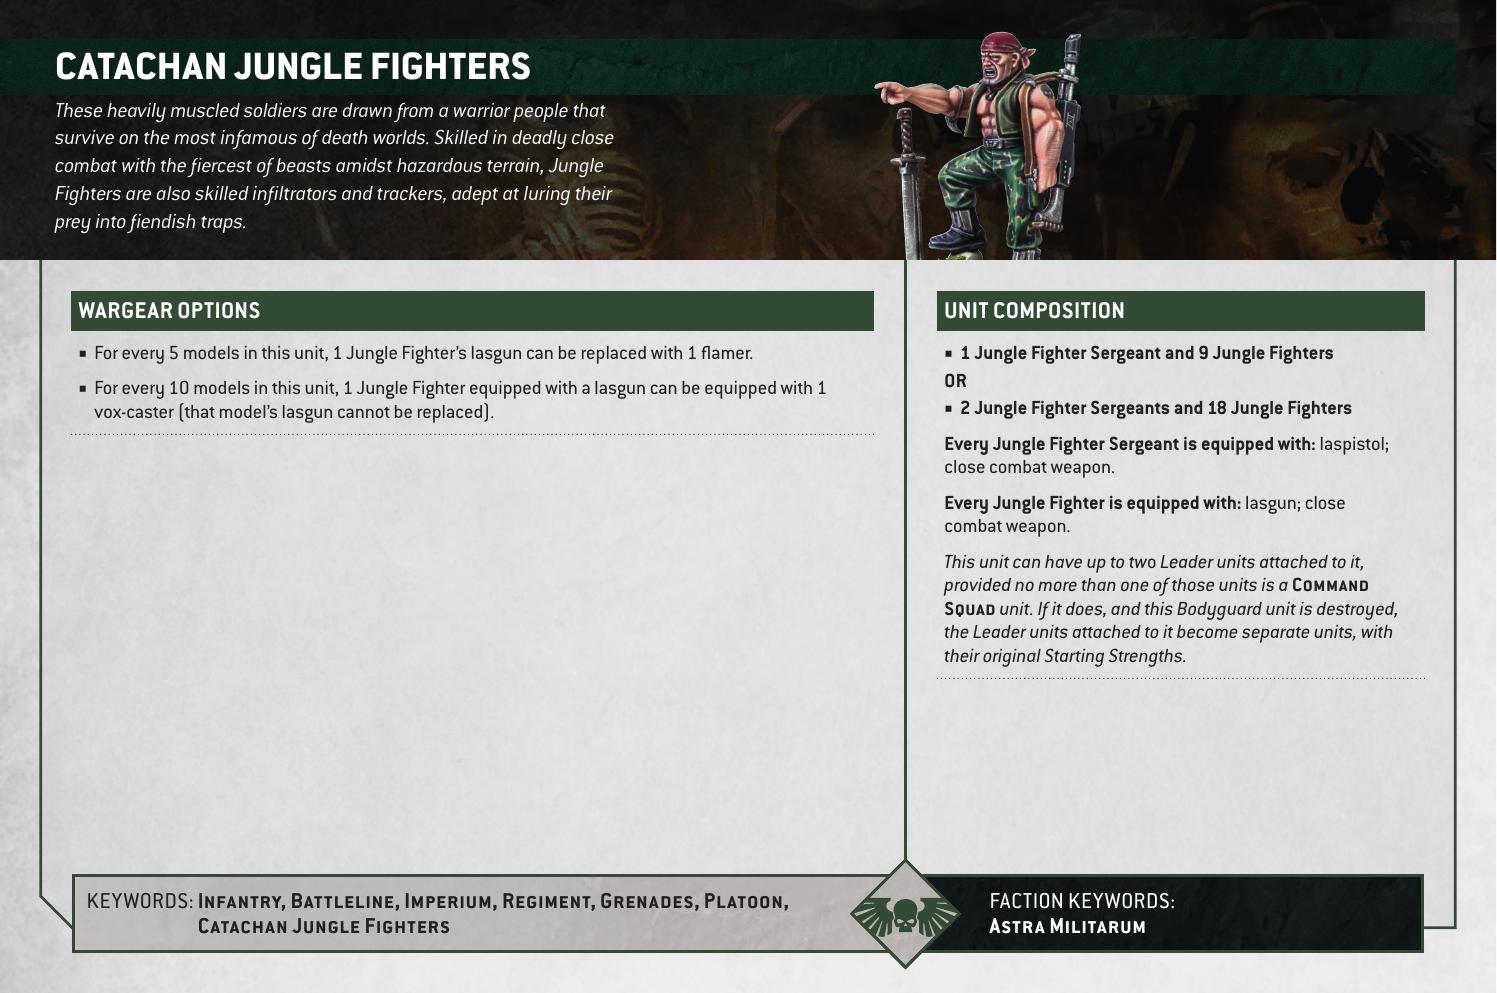 CATACHAN JUNGLE FIGHTERS
These heavily muscled soldiers are drawn from a warrior people that
survive on the most infamous of death worlds. Skilled in deadly close
combat with the fiercest of beasts amidst hazardous terrain, Jungle
Fighters are also skilled infiltrators and trackers, adept at luring their
prey into fiendish traps.
WARGEAR OPTIONS
▪ For every 5 models in this unit, 1 Jungle Fighter’s lasgun can be replaced with 1 flamer.
▪ For every 10 models in this unit, 1 Jungle Fighter equipped with a lasgun can be equipped with 1
vox-caster (that model’s lasgun cannot be replaced).
UNIT COMPOSITION
▪ 1 Jungle Fighter Sergeant and 9 Jungle Fighters
OR
▪ 2 Jungle Fighter Sergeants and 18 Jungle Fighters
Every Jungle Fighter Sergeant is equipped with: laspistol;
close combat weapon.
Every Jungle Fighter is equipped with: lasgun; close
combat weapon.
This unit can have up to two Leader units attached to it,
provided no more than one of those units is a COMMAND
SQUAD unit. If it does, and this Bodyguard unit is destroyed,
the Leader units attached to it become separate units, with
their original Starting Strengths.
KEYWORDS: INFANTRY, BATTLELINE, IMPERIUM, REGIMENT, GRENADES, PLATOON,
CATACHAN JUNGLE FIGHTERS
FACTION KEYWORDS:
ASTRA MILITARUM